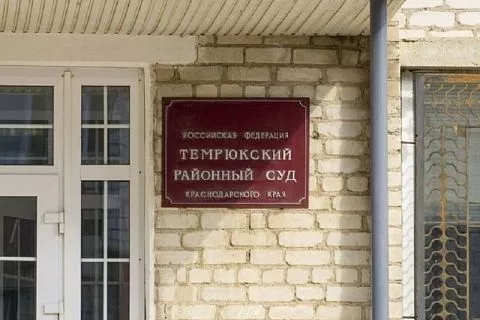 РОССИЙСКАЯ ФЕДЕРАЦИЯ
ТЕМРЮКСКИЙ
РАЙОННЫЙ СУД
КРАСНОДАРСКОГО КРАЯ